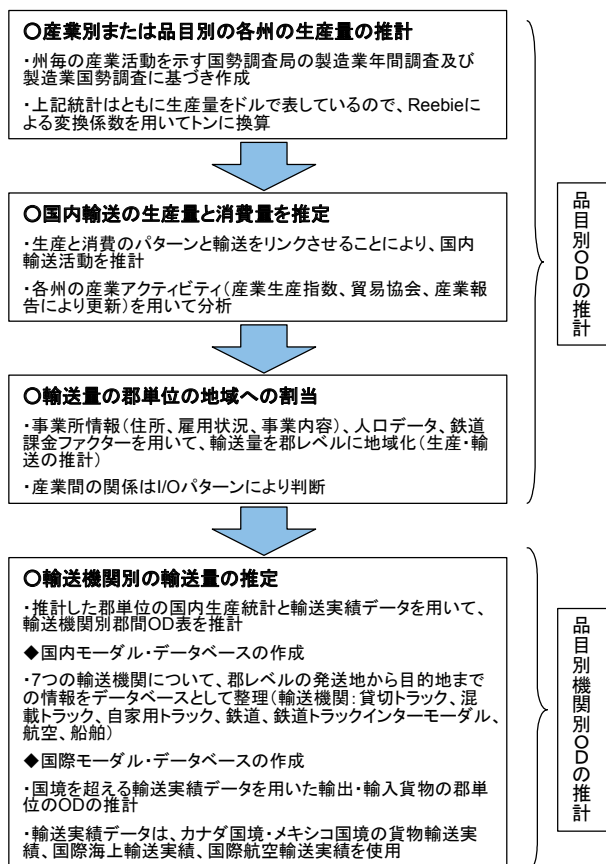 ○産業別または品目別の各州の生産量の推計
・州毎の産業活動を示す国勢調査局の製造業年間調査及び
製造業国勢調査に基づき作成
・上記統計はともに生産量をドルで表しているので、Reebieに
よる変換係数を用いてトンに換算
○国内輸送の生産量と消費量を推定
・生産と消費のパターンと輸送をリンクさせることにより、国内
輸送活動を推計
・各州の産業アクティビティ（産業生産指数、貿易協会、産業報
告により更新）を用いて分析
○輸送量の郡単位の地域への割当
・事業所情報（住所、雇用状況、事業内容）、人口データ、鉄道
課金ファクターを用いて、輸送量を郡レベルに地域化（生産・輸
送の推計）
・産業間の関係はI/Oパターンにより判断
品目別ODの推計
○輸送機関別の輸送量の推定
・推計した郡単位の国内生産統計と輸送実績データを用いて、
輸送機関別郡間OD表を推計
◆国内モーダル・データベースの作成
・7つの輸送機関について、郡レベルの発送地から目的地まで
の情報をデータベースとして整理（輸送機関：貸切トラック、混
載トラック、自家用トラック、鉄道、鉄道トラックインターモーダル、
航空、船舶）
◆国際モーダル・データベースの作成
・国境を超える輸送実績データを用いた輸出・輸入貨物の郡単
位のODの推計
・輸送実績データは、カナダ国境・メキシコ国境の貨物輸送実
績、国際海上輸送実績、国際航空輸送実績を使用
品目別機関別ODの推計